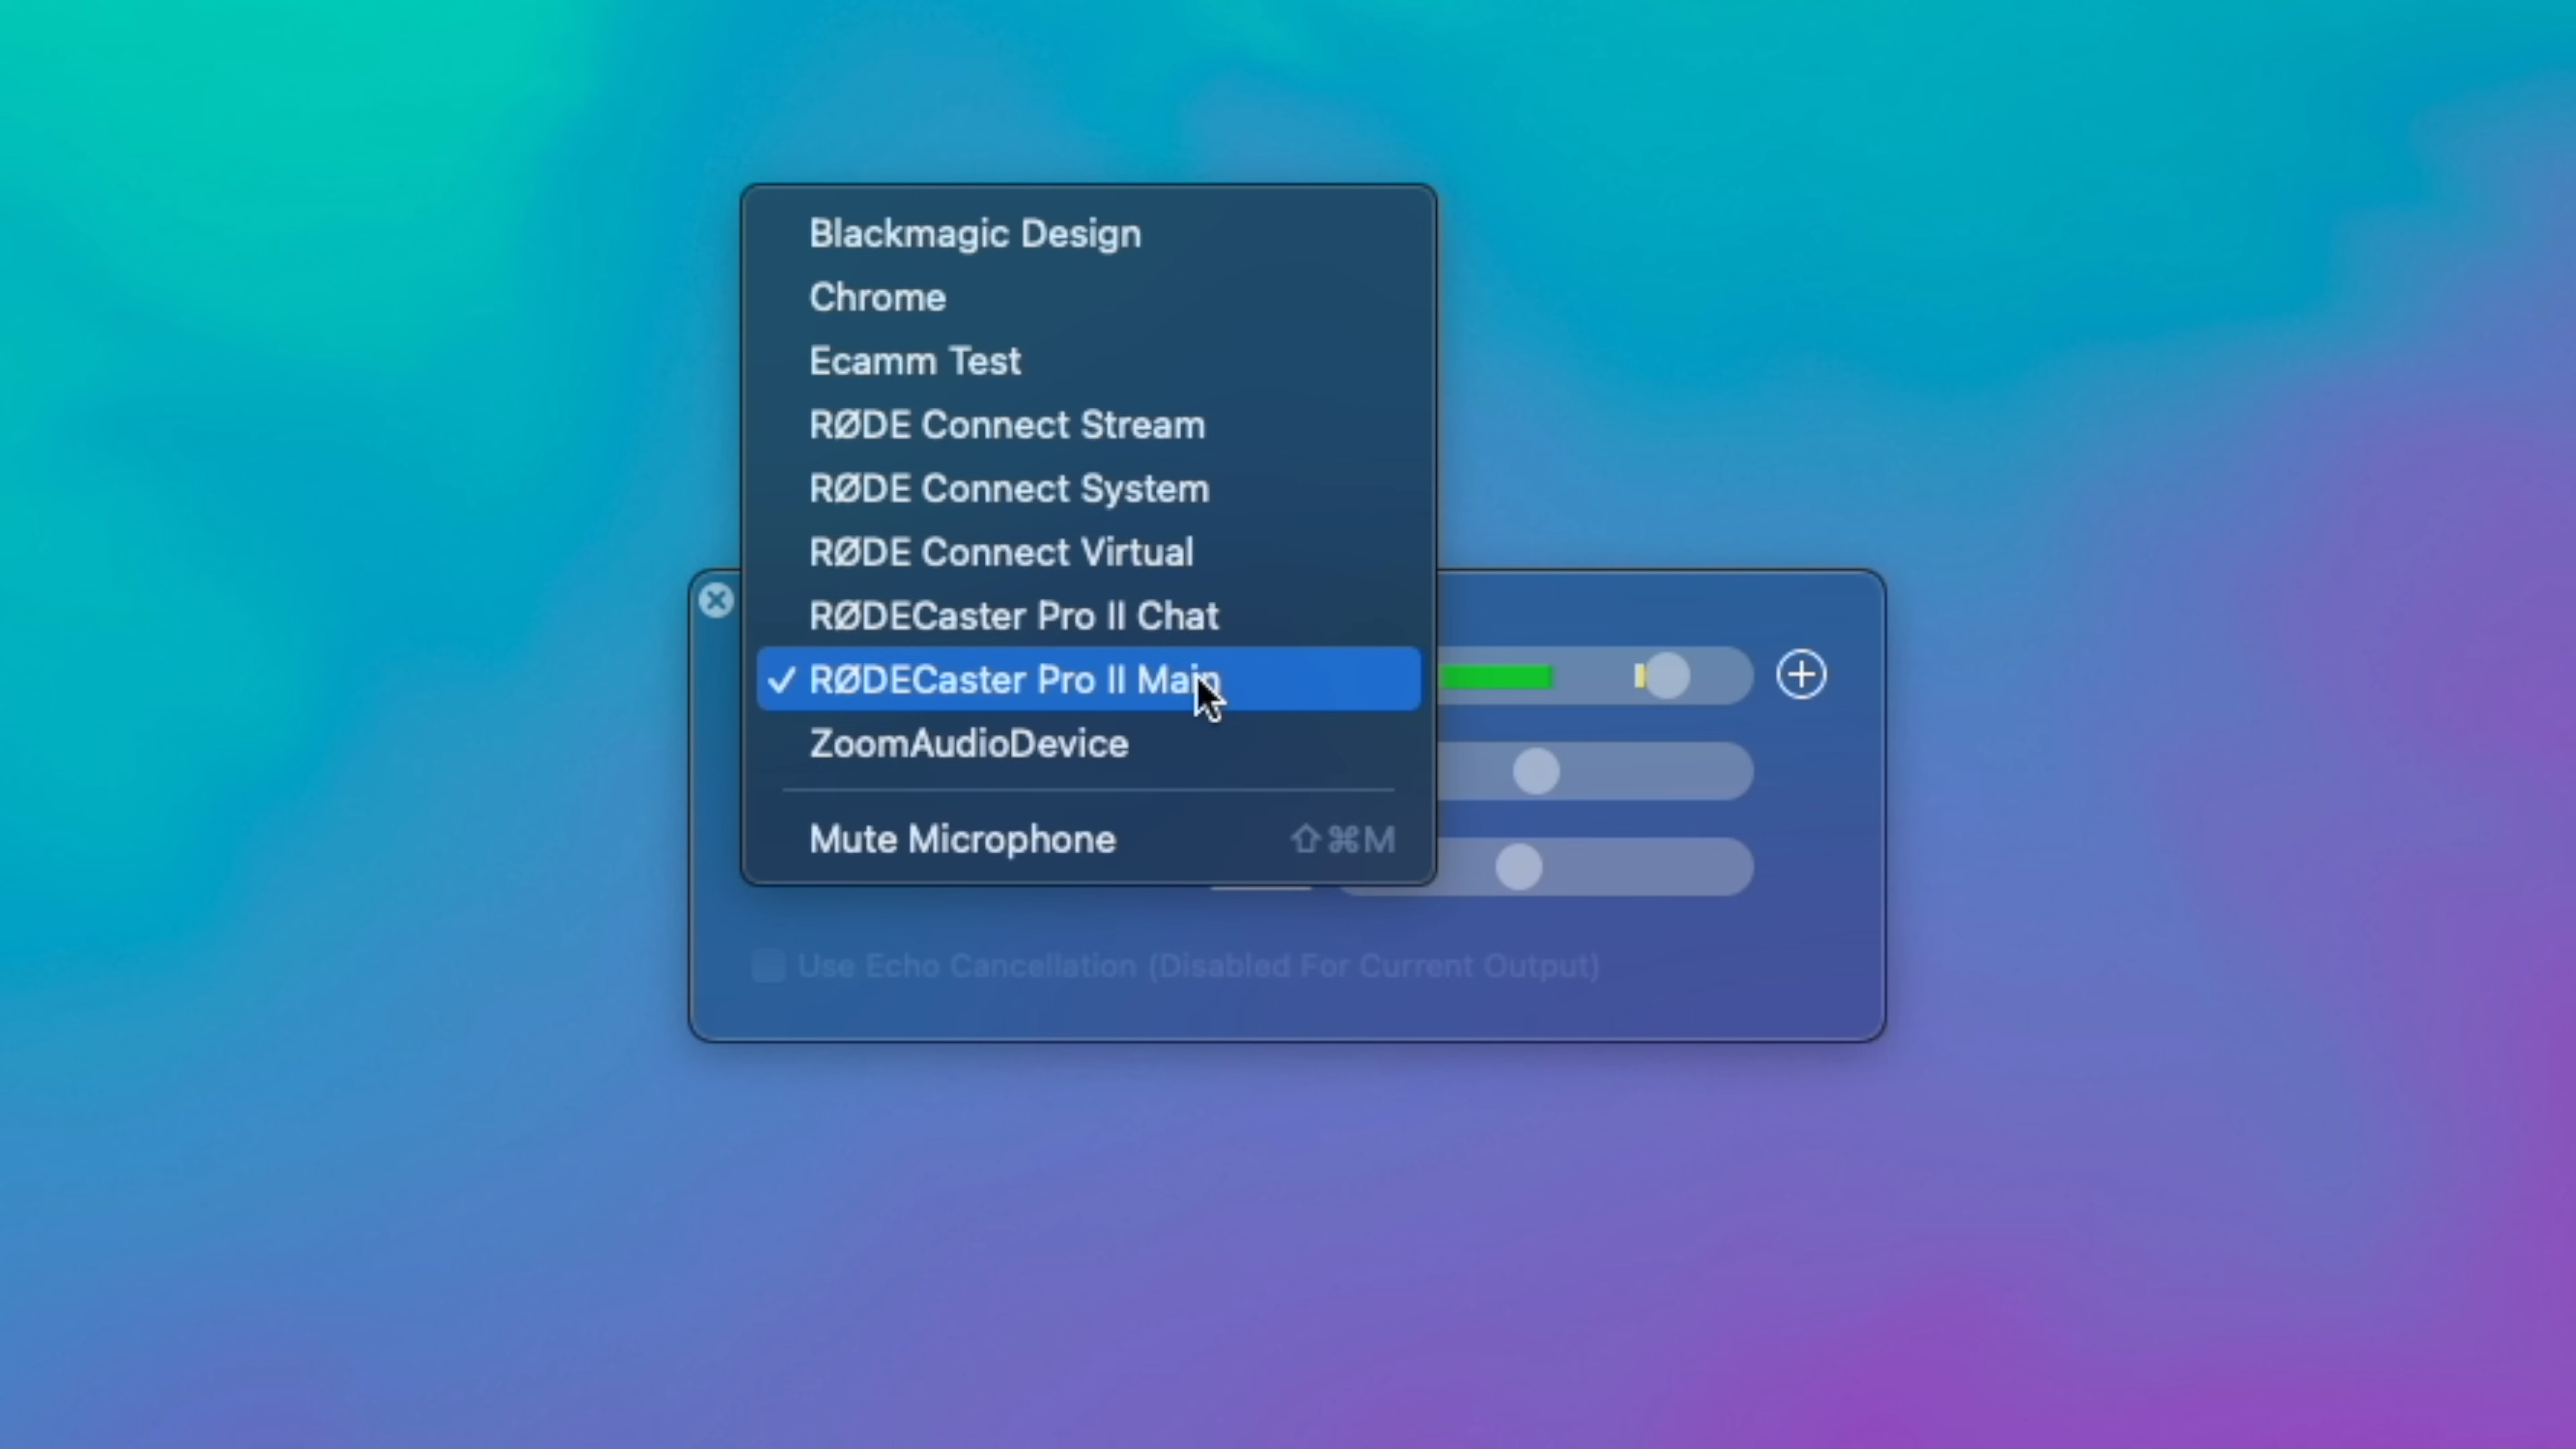 Blackmagic Design
Chrome
Ecamm Test
RØDE Connect Stream
RØDE Connect System
RØDE Connect Virtual
RØDECaster Pro II Chat
✓ RØDECaster Pro II Main
ZoomAudioDevice
Mute Microphone ⇧⌘M
Use Echo Cancellation (Disabled For Current Output)